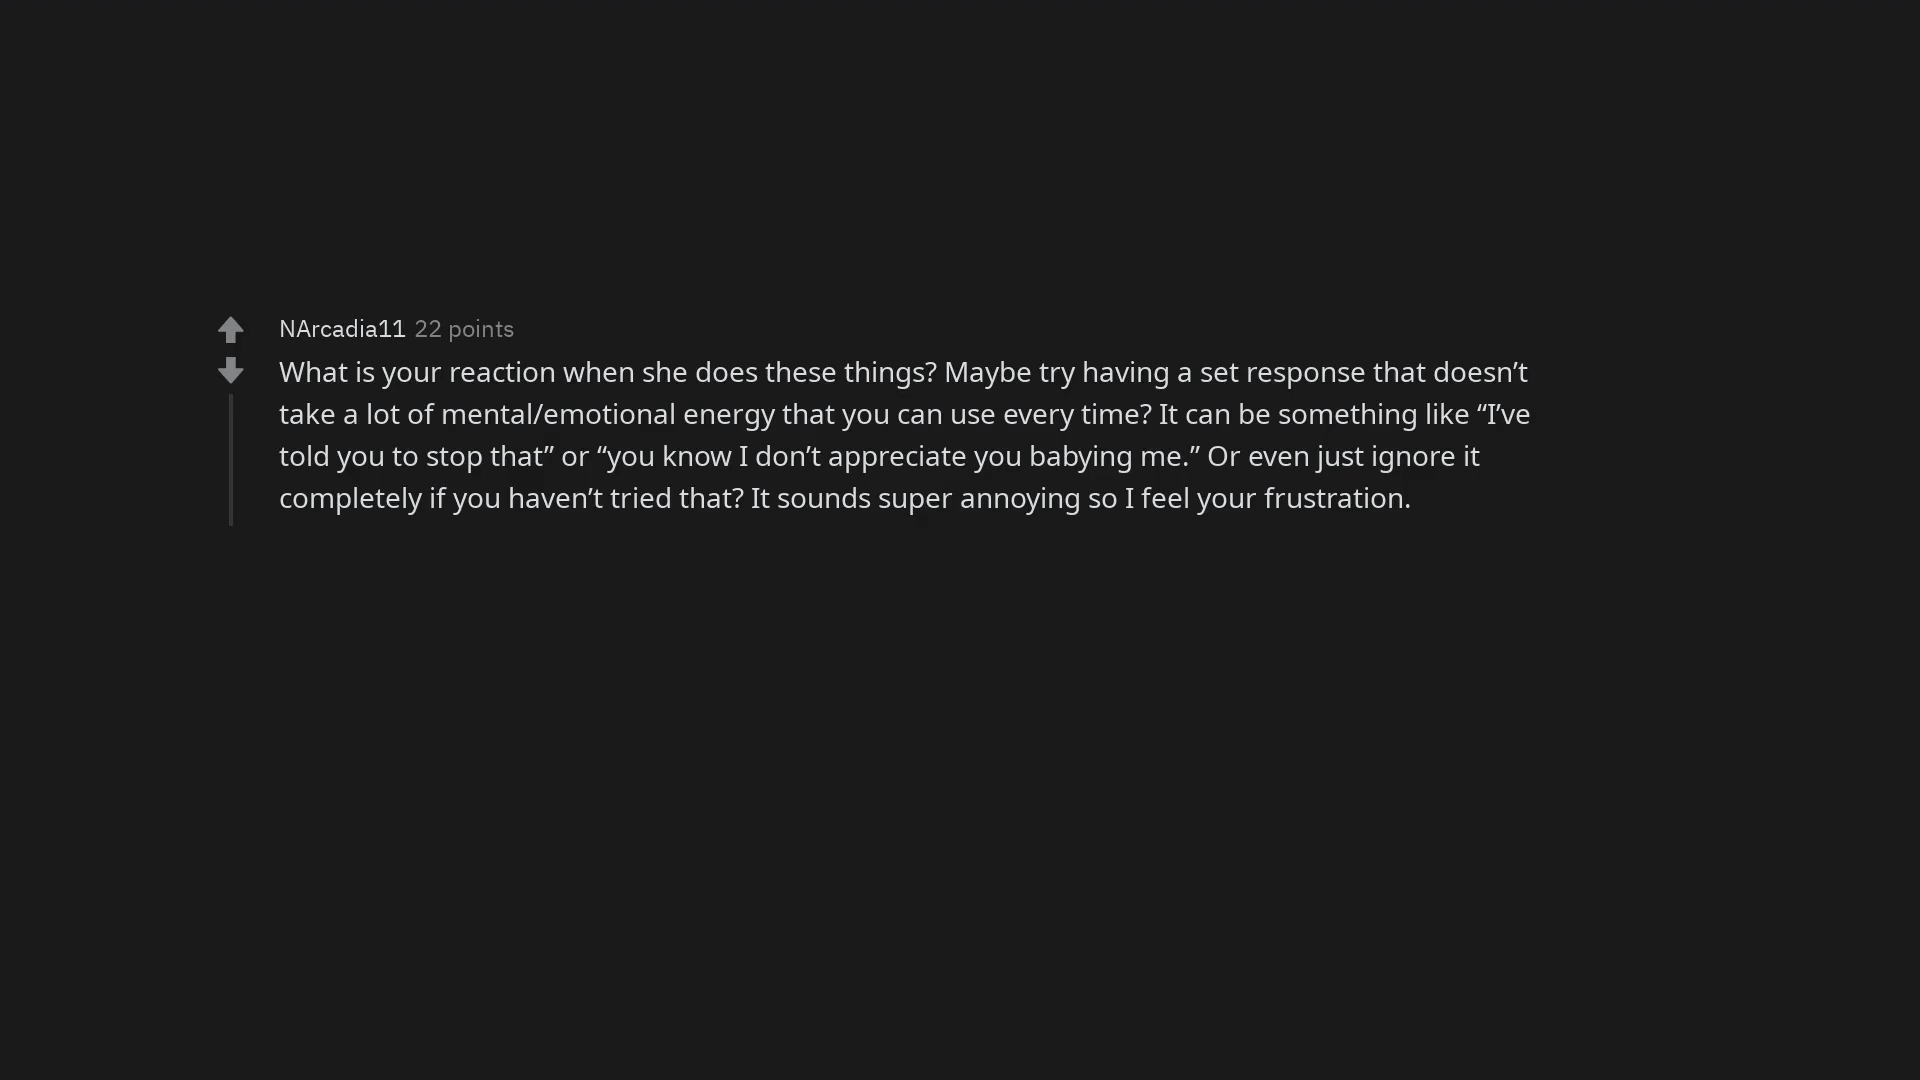 NArcadia11 22 points
What is your reaction when she does these things? Maybe try having a set response that doesn’t
take a lot of mental/emotional energy that you can use every time? It can be something like “I’ve
told you to stop that” or “you know I don’t appreciate you babying me.” Or even just ignore it
completely if you haven’t tried that? It sounds super annoying so I feel your frustration.